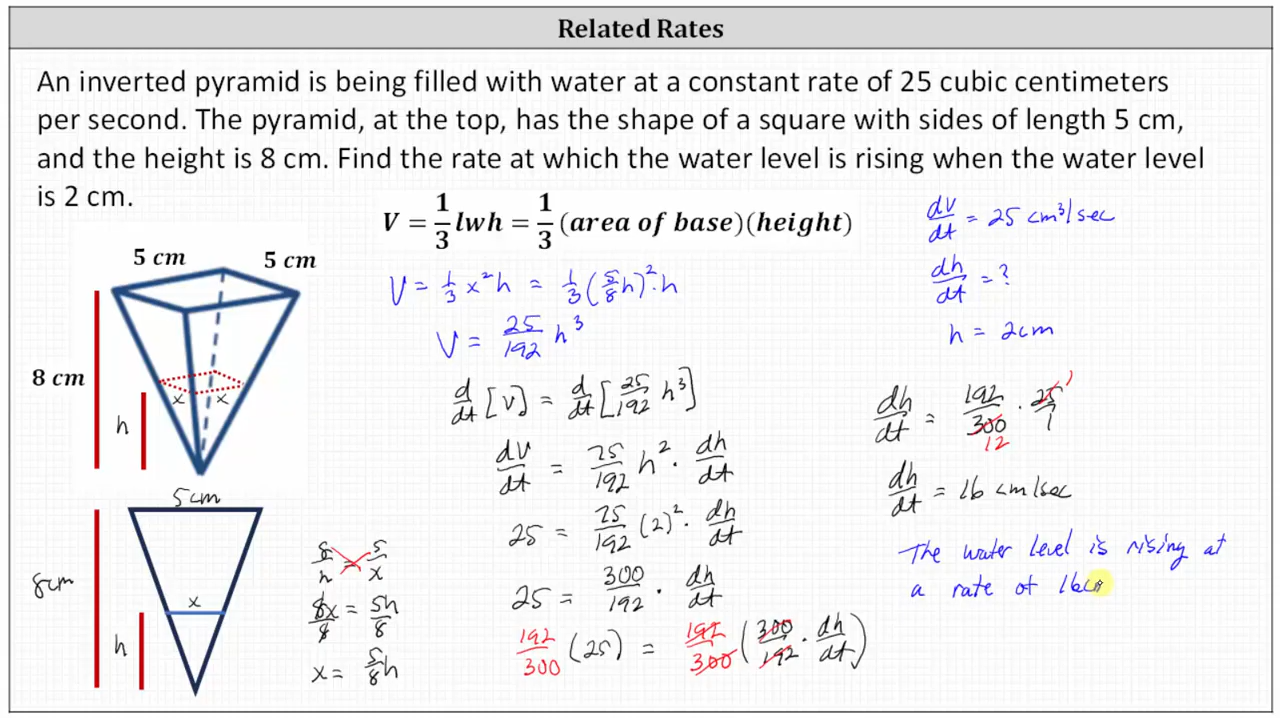 Related Rates
An inverted pyramid is being filled with water at a constant rate of 25 cubic centimeters
per second. The pyramid, at the top, has the shape of a square with sides of length 5 cm,
and the height is 8 cm. Find the rate at which the water level is rising when the water level
is 2 cm.
V = 1/3 lwh = 1/3 (area of base)(height)
5 cm 5 cm
8 cm
h
x x
5cm
8cm
x
h
8/h = 5/x
8x/8 = 5h/8
x = 5/8 h
V = 1/3 x² h = 1/3 (5/8 h)² · h
V = 25/192 h³
d/dt [V] = d/dt [25/192 h³]
dV/dt = 75/192 h² · dh/dt
25 = 75/192 (2)² · dh/dt
25 = 300/192 · dh/dt
192/300 (25) = 192/300 (300/192 · dh/dt)
dV/dt = 25 cm³/sec
dh/dt = ?
h = 2cm
dh/dt = 192/300 · 25/1
1
12
dh/dt = 16 cm/sec
The water level is rising at
a rate of 16cm